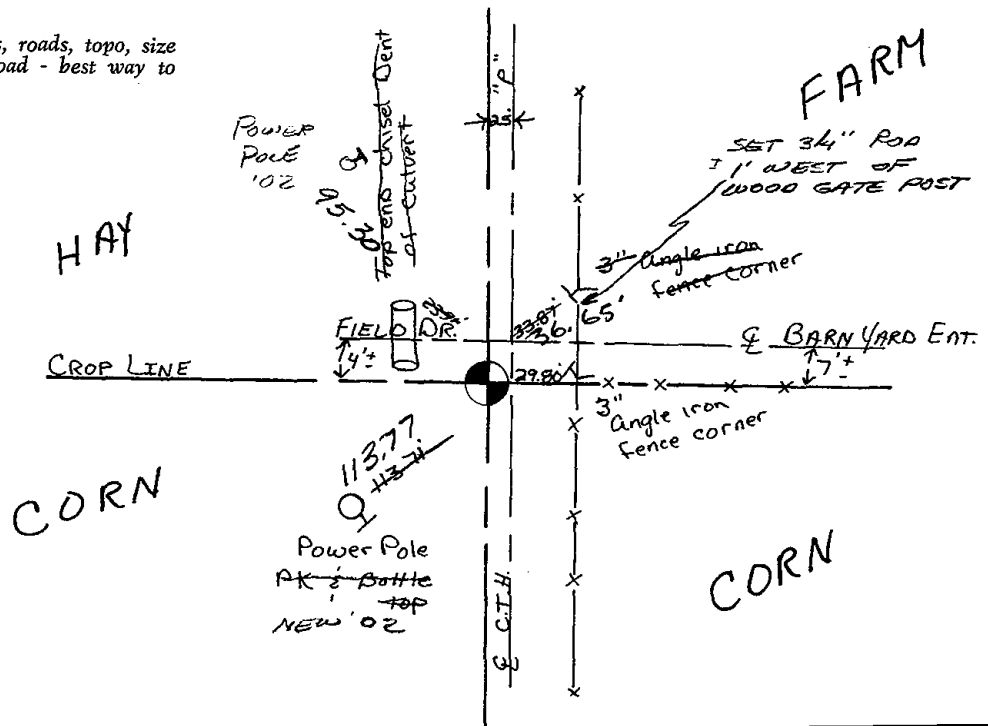 s, roads, topo, size
oad - best way to
"P"
25'
FARM
POWER
POLE
'02
95.30
Top end chisel Dent
of culvert
SET 3/4" ROD
1' WEST OF
WOOD GATE POST
HAY
3" Angle iron
fence corner
36.65'
FIELD DR.
℄ BARN YARD ENT.
4'±
7'±
CROP LINE
29.80'
3"
Angle iron
fence corner
113.77
113.71
CORN
Power Pole
PK & Bottle
top
NEW '02
CORN
℄ C.T.H.